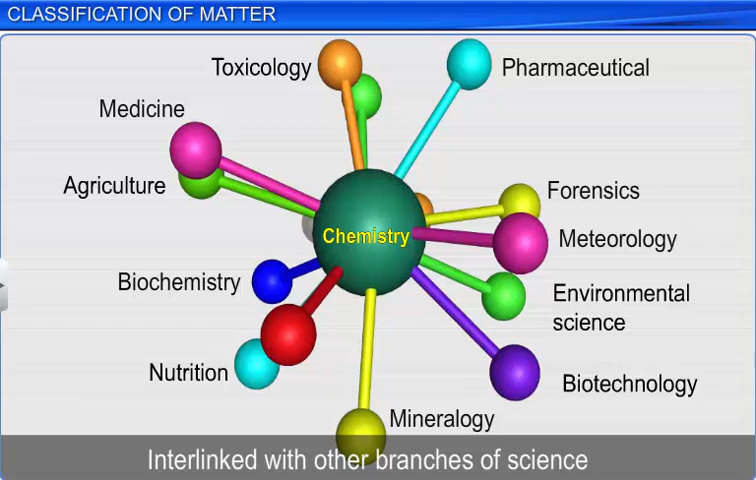 CLASSIFICATION OF MATTER
Toxicology
Pharmaceutical
Medicine
Agriculture
Forensics
Chemistry
Meteorology
Biochemistry
Environmental
science
Nutrition
Biotechnology
Mineralogy
Interlinked with other branches of science